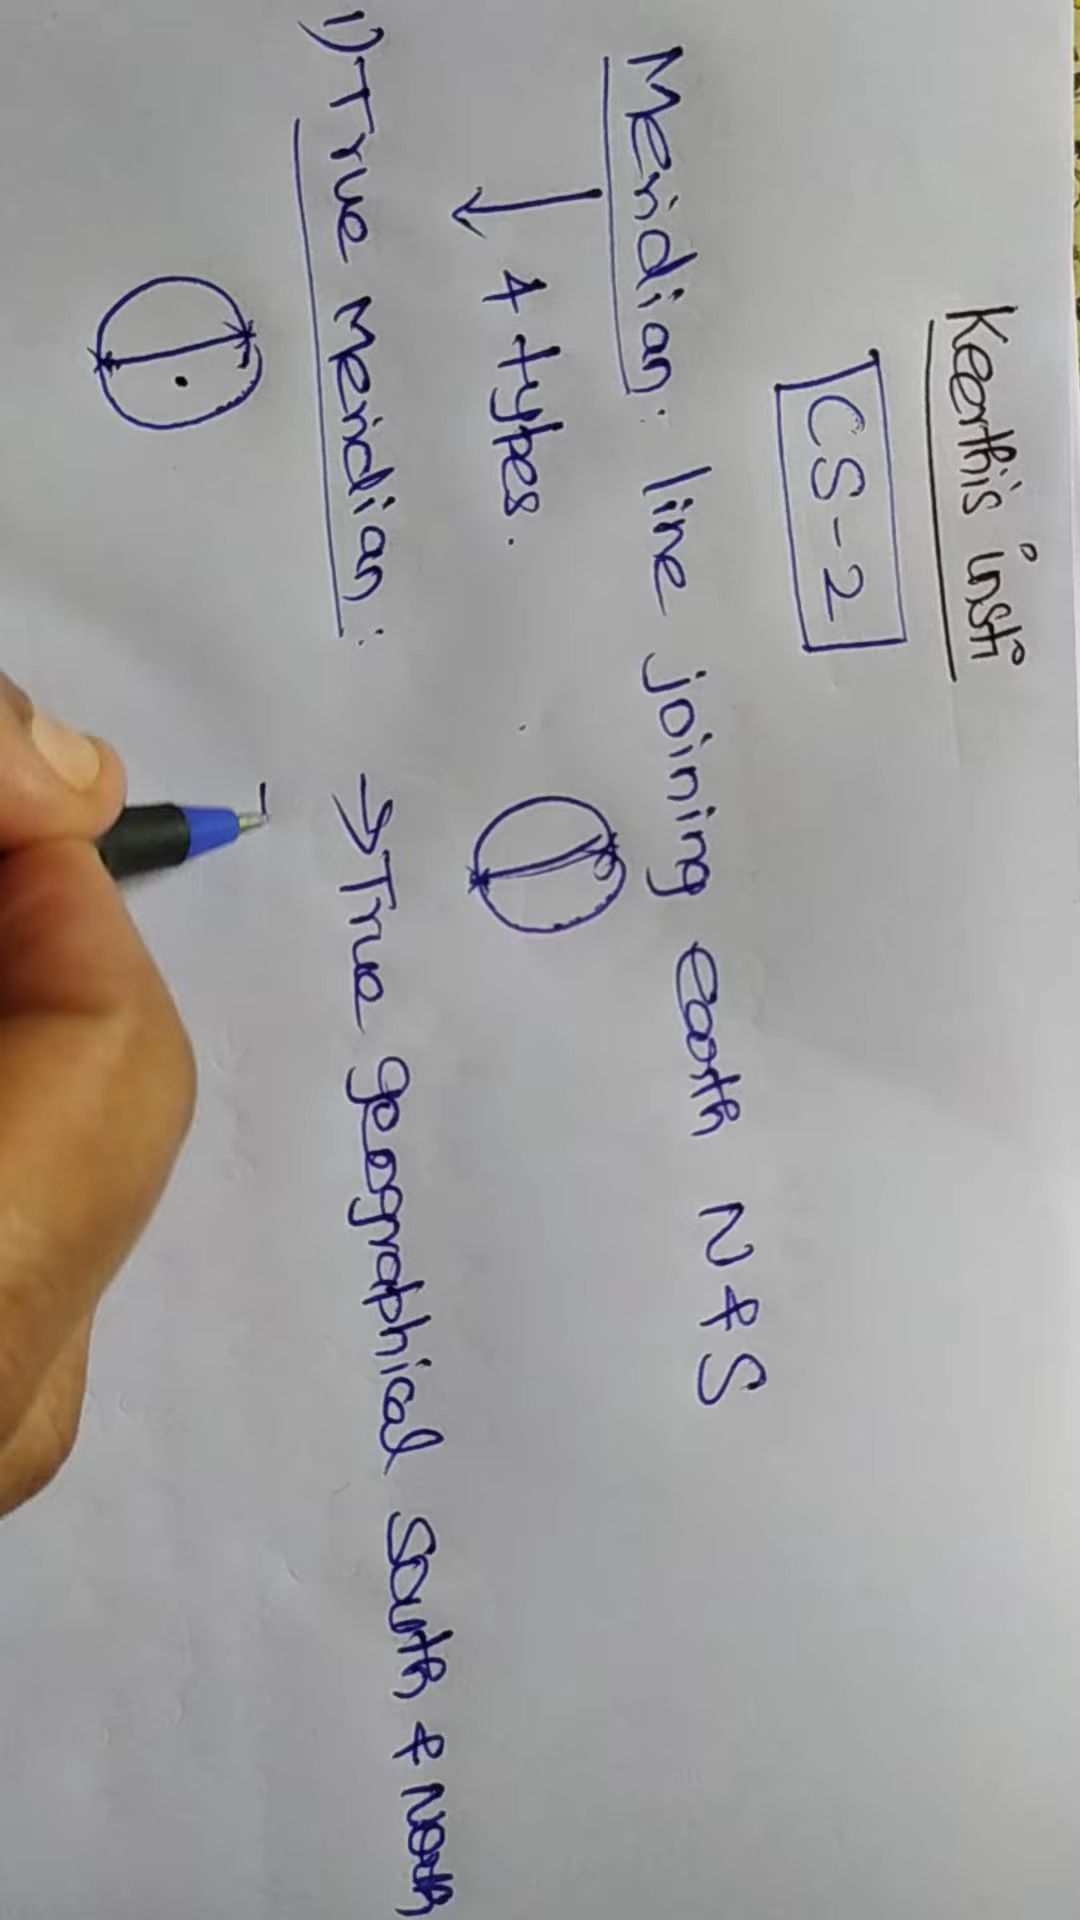 Keerthi's insti
CS-2
Meridian: line joining earth N & S
4 types.
1) True Meridian: → True geographical South & North